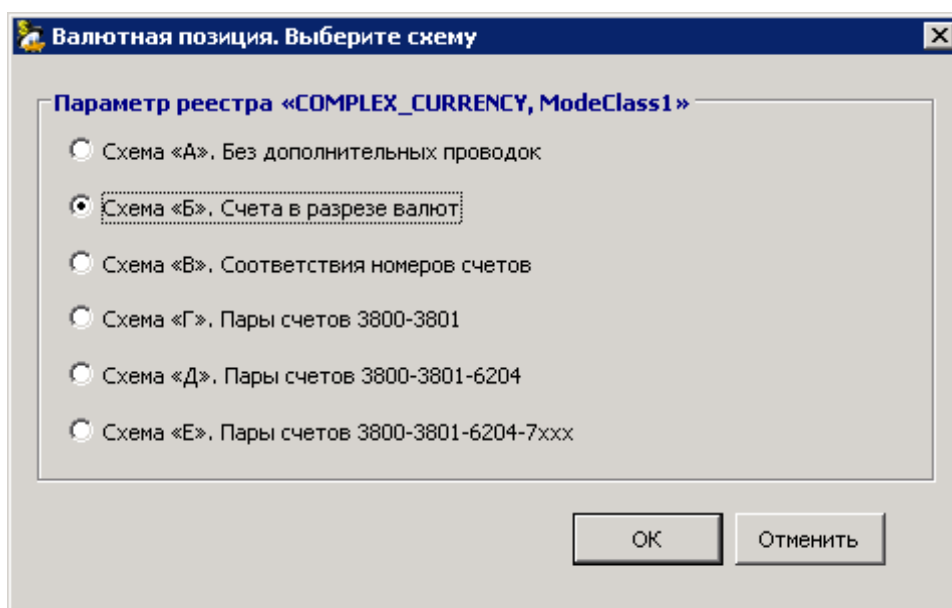 Валютная позиция. Выберите схему
Параметр реестра «COMPLEX_CURRENCY, ModeClass1»
Схема «А». Без дополнительных проводок
Схема «Б». Счета в разрезе валют
Схема «В». Соответствия номеров счетов
Схема «Г». Пары счетов 3800-3801
Схема «Д». Пары счетов 3800-3801-6204
Схема «Е». Пары счетов 3800-3801-6204-7xxx
ОК
Отменить